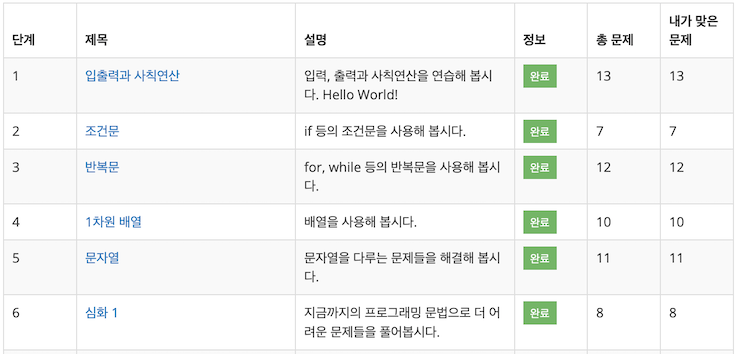 단계 제목 설명 정보 총 문제 내가 맞은
문제
1 입출력과 사칙연산 입력, 출력과 사칙연산을 연습해 봅시 완료 13 13
다. Hello World!
2 조건문 if 등의 조건문을 사용해 봅시다. 완료 7 7
3 반복문 for, while 등의 반복문을 사용해 봅시 완료 12 12
다.
4 1차원 배열 배열을 사용해 봅시다. 완료 10 10
5 문자열 문자열을 다루는 문제들을 해결해 봅시 완료 11 11
다.
6 심화 1 지금까지의 프로그래밍 문법으로 더 어 완료 8 8
려운 문제들을 풀어봅시다.